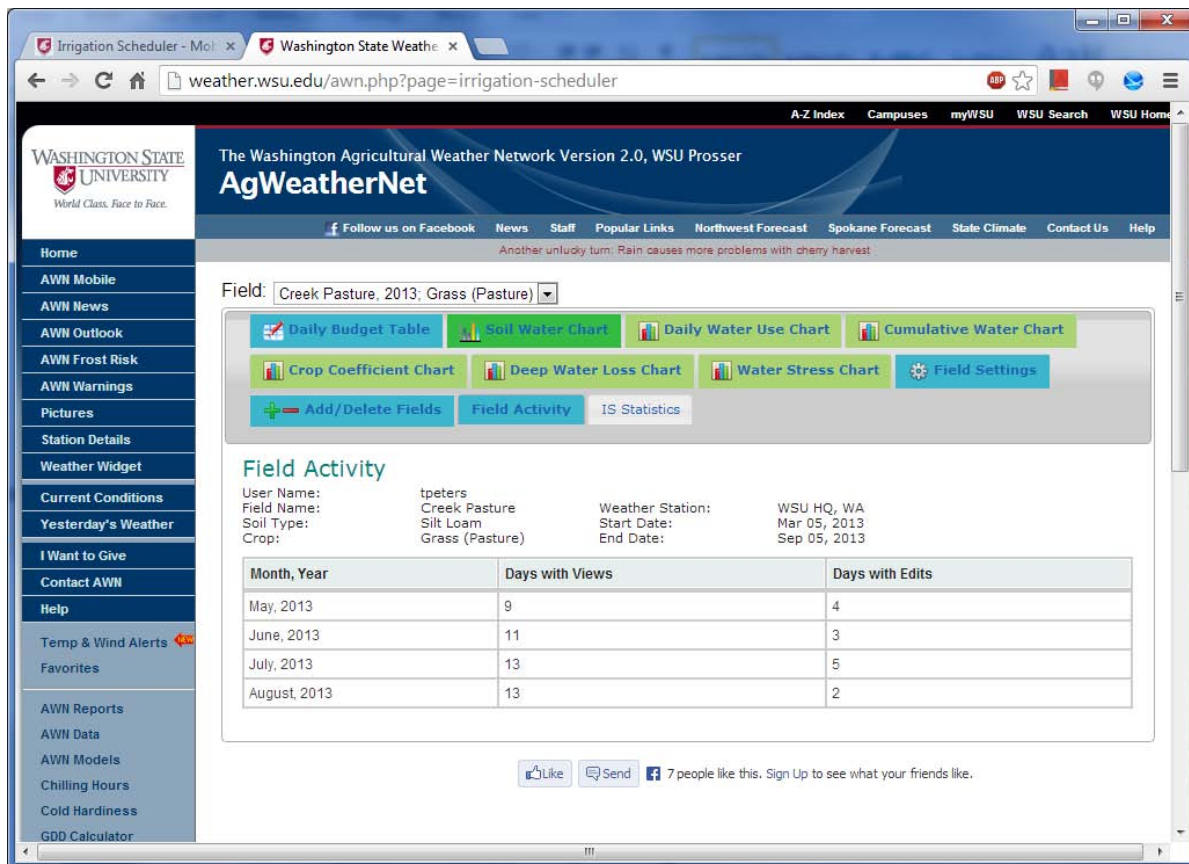 Irrigation Scheduler - Mol
Washington State Weathe
weather.wsu.edu/awn.php?page=irrigation-scheduler
ABP
A-Z Index Campuses myWSU WSU Search WSU Home
WASHINGTON STATE
UNIVERSITY
World Class. Face to Face.
The Washington Agricultural Weather Network Version 2.0, WSU Prosser
AgWeatherNet
Follow us on Facebook News Staff Popular Links Northwest Forecast Spokane Forecast State Climate Contact Us Help
Another unlucky turn: Rain causes more problems with cherry harvest
Home
AWN Mobile
AWN News
AWN Outlook
AWN Frost Risk
AWN Warnings
Pictures
Station Details
Weather Widget
Current Conditions
Yesterday's Weather
I Want to Give
Contact AWN
Help
Temp & Wind Alerts NEW
Favorites
AWN Reports
AWN Data
AWN Models
Chilling Hours
Cold Hardiness
GDD Calculator
Field: Creek Pasture, 2013; Grass (Pasture)
Daily Budget Table Soil Water Chart Daily Water Use Chart Cumulative Water Chart
Crop Coefficient Chart Deep Water Loss Chart Water Stress Chart Field Settings
Add/Delete Fields Field Activity IS Statistics
Field Activity
User Name: tpeters
Field Name: Creek Pasture Weather Station: WSU HQ, WA
Soil Type: Silt Loam Start Date: Mar 05, 2013
Crop: Grass (Pasture) End Date: Sep 05, 2013
Month, Year Days with Views Days with Edits
May, 2013 9 4
June, 2013 11 3
July, 2013 13 5
August, 2013 13 2
Like Send 7 people like this. Sign Up to see what your friends like.